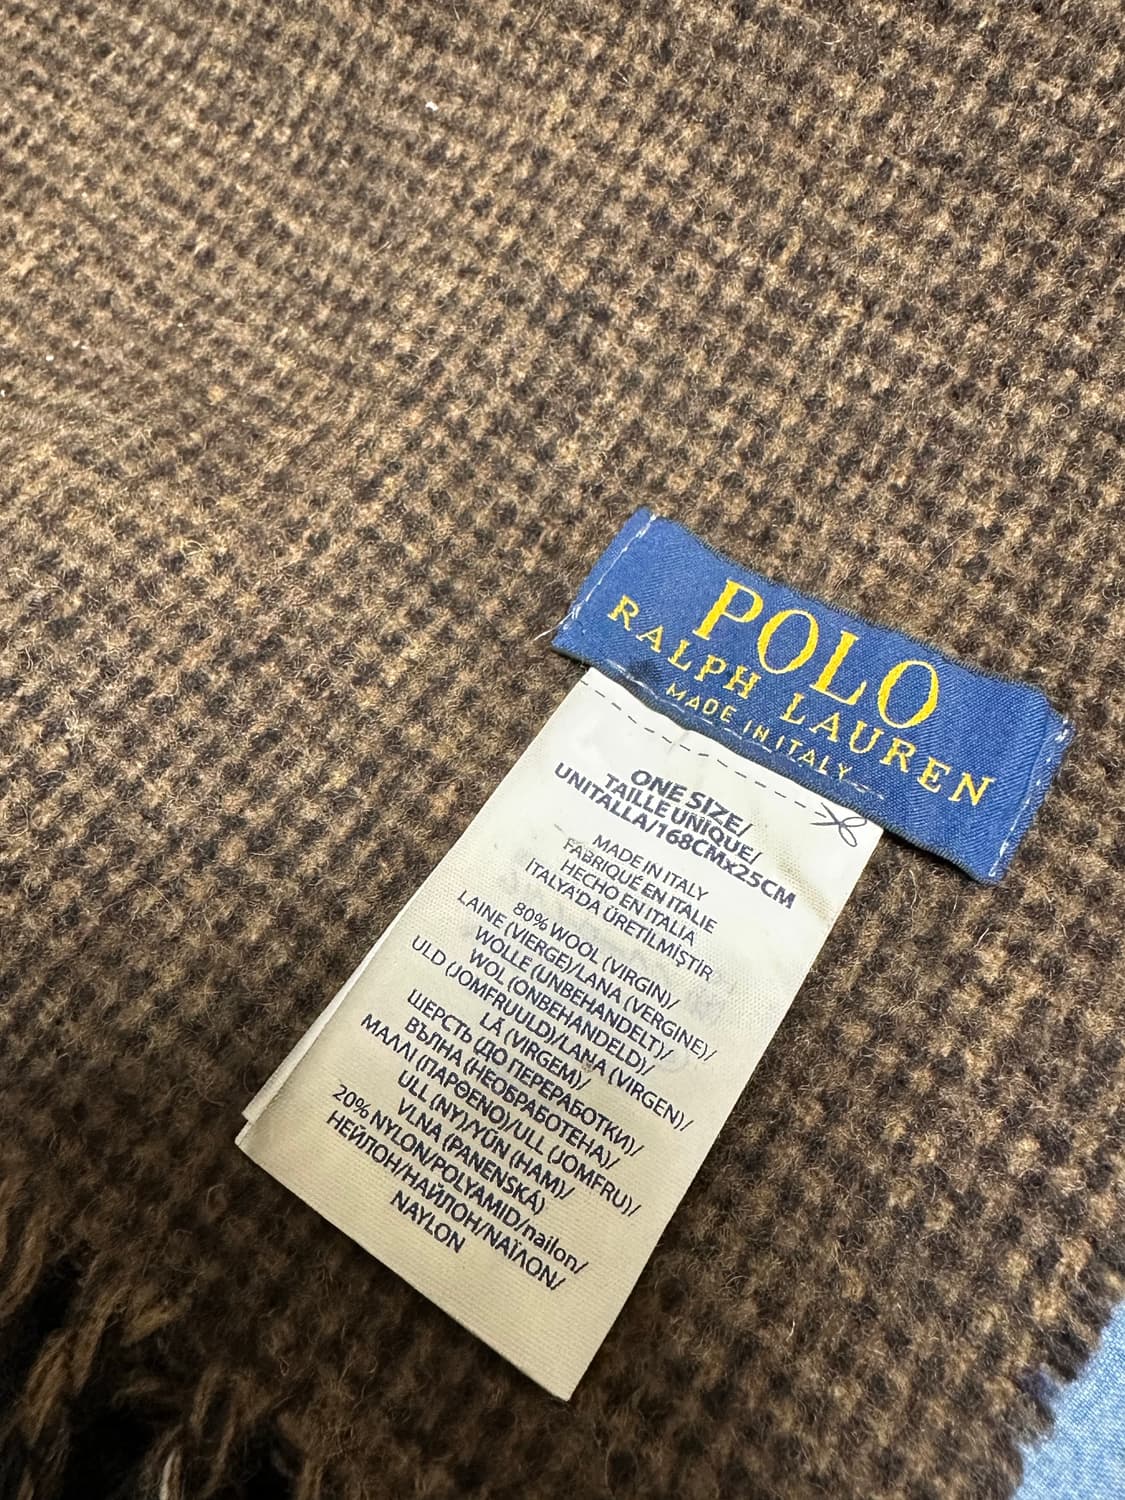 POLO
RALPH LAUREN
MADE IN ITALY
ONE SIZE/
TAILLE UNIQUE/
UNITALLA/168CMx25CM
MADE IN ITALY
FABRIQUÉ EN ITALIE
HECHO EN ITALIA
İTALYA'DA ÜRETİLMİŞTİR
80% WOOL (VIRGIN)/
LAINE (VIERGE)/LANA (VERGINE)/
WOLLE (UNBEHANDELT)/
WOL (ONBEHANDELD)/
ULD (JOMFRUULD)/LANA (VIRGEN)/
LÃ (VIRGEM)/
ШЕРСТЬ (ДО ПЕРЕРАБОТКИ)/
ВЪЛНА (НЕОБРАБОТЕНА)/
ΜΑΛΛΙ (ΠΑΡΘΕΝΟ)/ULL (JOMFRU)/
ULL (NY)/YÜN (HAM)/
VLNA (PANENSKÁ)
20% NYLON/POLYAMID/nailon/
НЕЙЛОН/НАЙЛОН/ΝΑΪΛΟΝ/
NAYLON